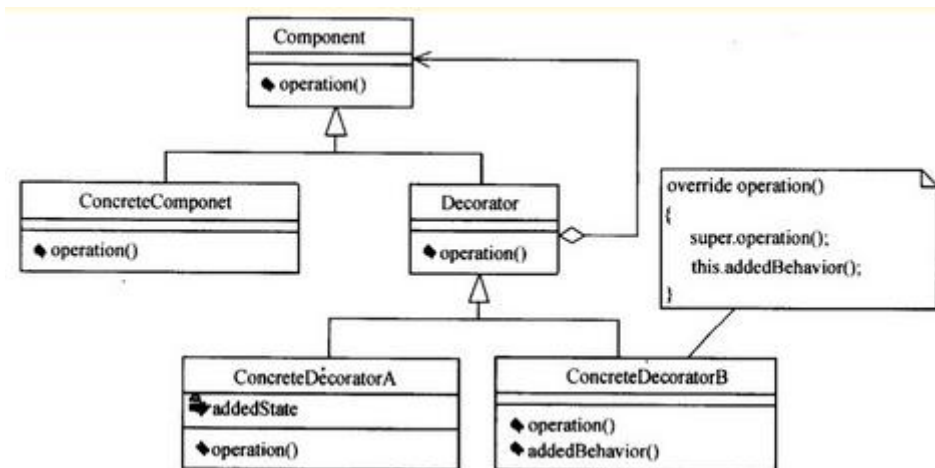 Component
operation()
ConcreteComponet
operation()
Decorator
operation()
override operation()
{
super.operation();
this.addedBehavior();
}
ConcreteDecoratorA
addedState
operation()
ConcreteDecoratorB
operation()
addedBehavior()